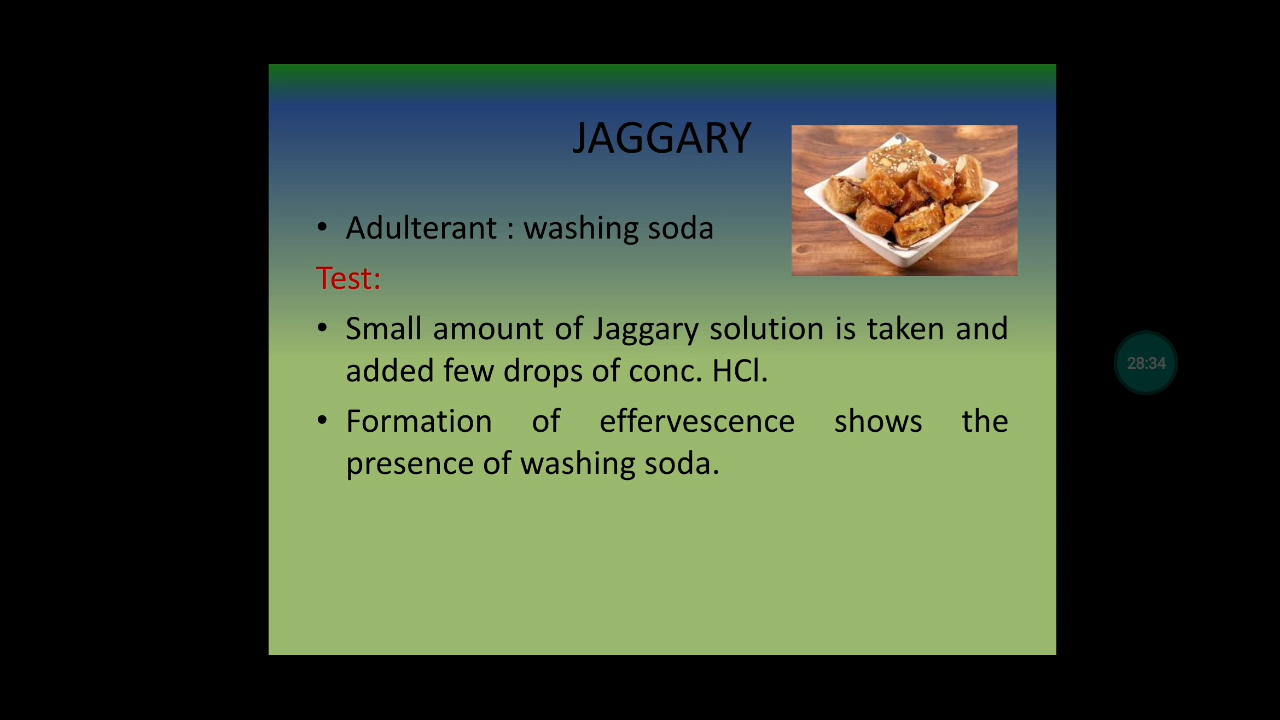 JAGGARY
• Adulterant : washing soda
Test:
• Small amount of Jaggary solution is taken and
added few drops of conc. HCl.
• Formation of effervescence shows the
presence of washing soda.
28:34